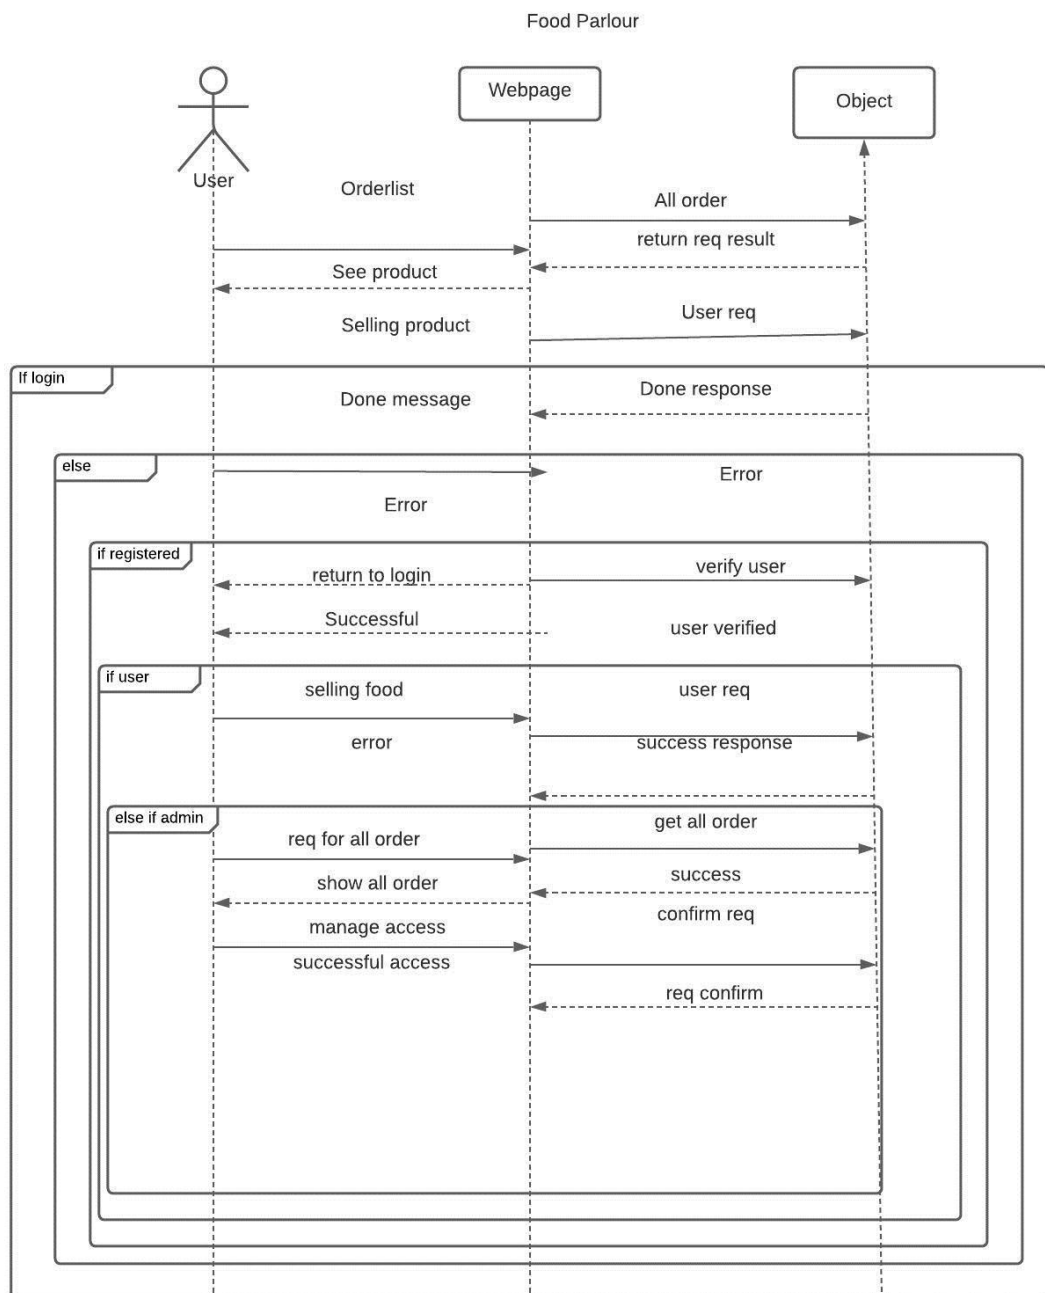 Food Parlour
Webpage
Object
User
Orderlist
All order
return req result
See product
User req
Selling product
If login
Done response
Done message
else
Error
Error
if registered
verify user
return to login
Successful
user verified
if user
selling food
user req
error
success response
else if admin
get all order
req for all order
success
show all order
confirm req
manage access
successful access
req confirm